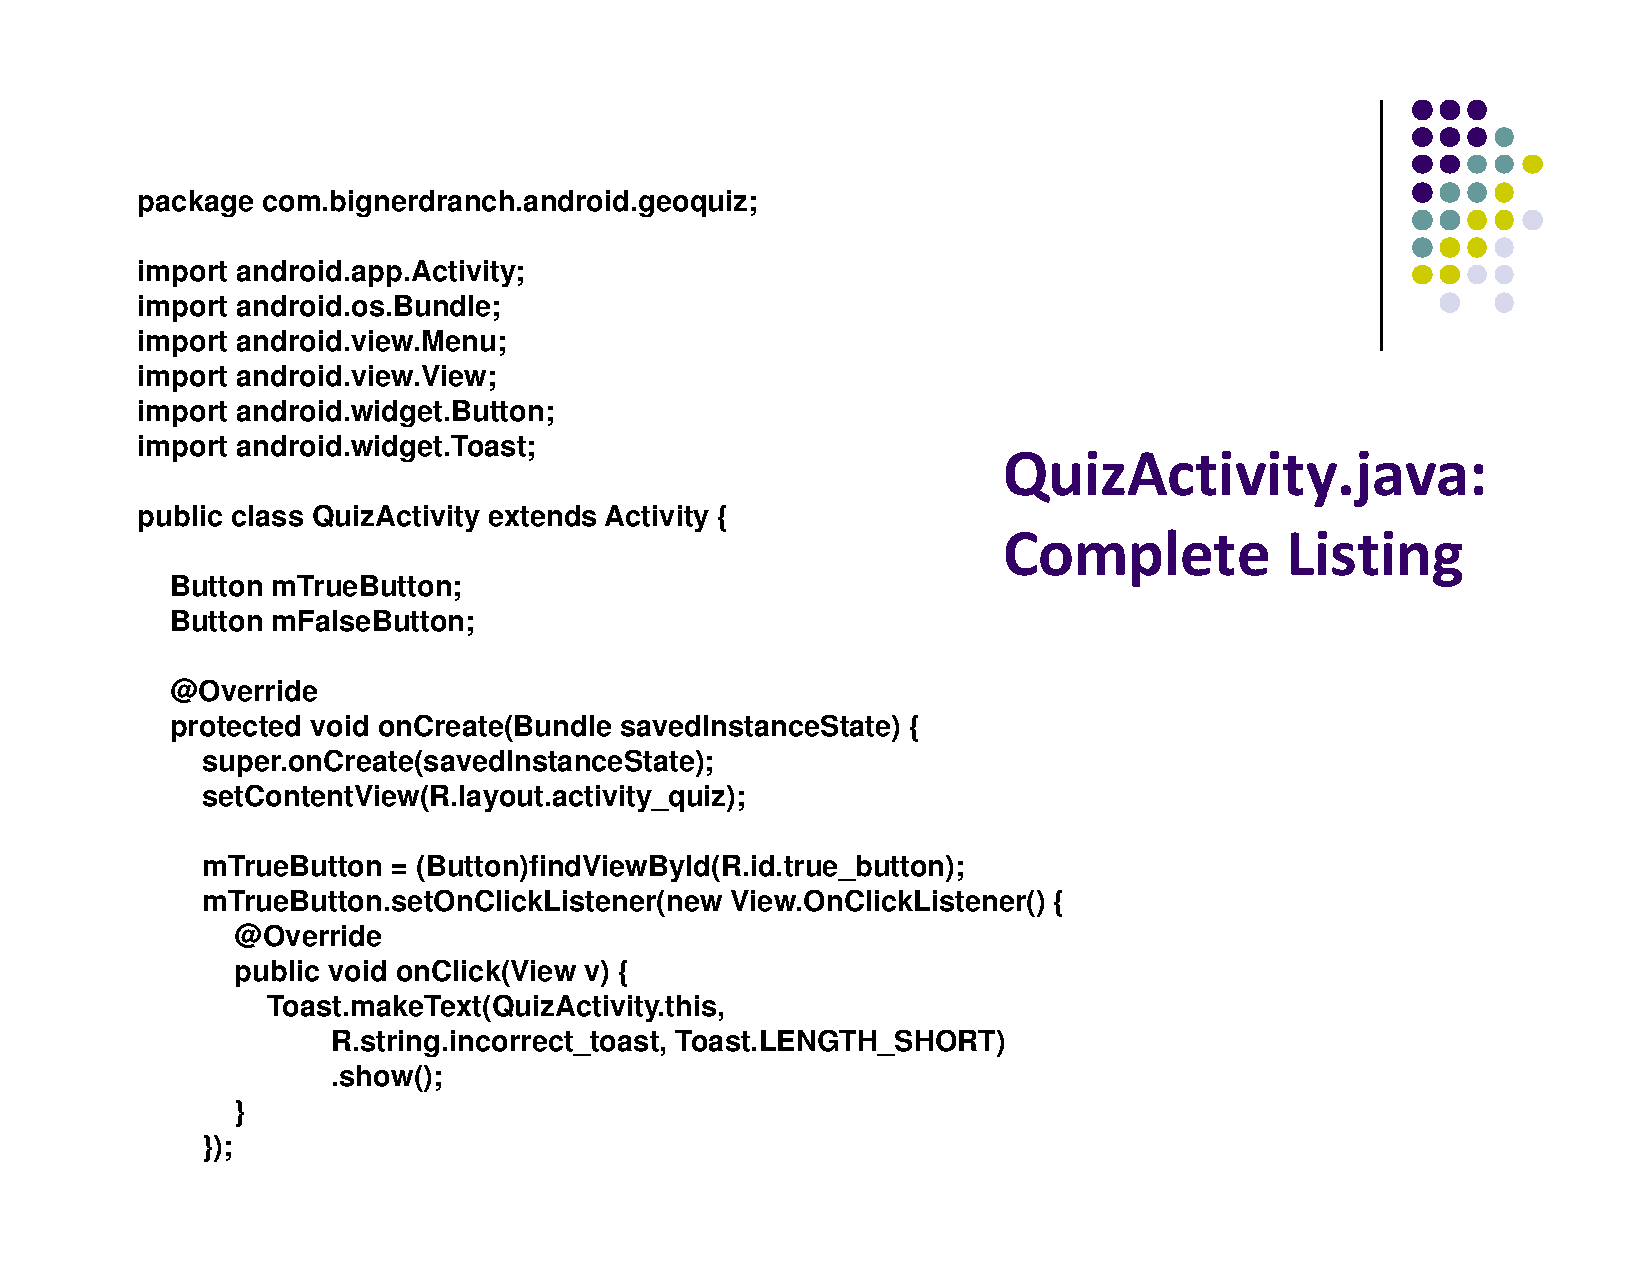 package com.bignerdranch.android.geoquiz;
import android.app.Activity;
import android.os.Bundle;
import android.view.Menu;
import android.view.View;
import android.widget.Button;
import android.widget.Toast;
public class QuizActivity extends Activity {
Button mTrueButton;
Button mFalseButton;
@Override
protected void onCreate(Bundle savedInstanceState) {
super.onCreate(savedInstanceState);
setContentView(R.layout.activity_quiz);
mTrueButton = (Button)findViewById(R.id.true_button);
mTrueButton.setOnClickListener(new View.OnClickListener() {
@Override
public void onClick(View v) {
Toast.makeText(QuizActivity.this,
R.string.incorrect_toast, Toast.LENGTH_SHORT)
.show();
}
});
QuizActivity.java:
Complete Listing